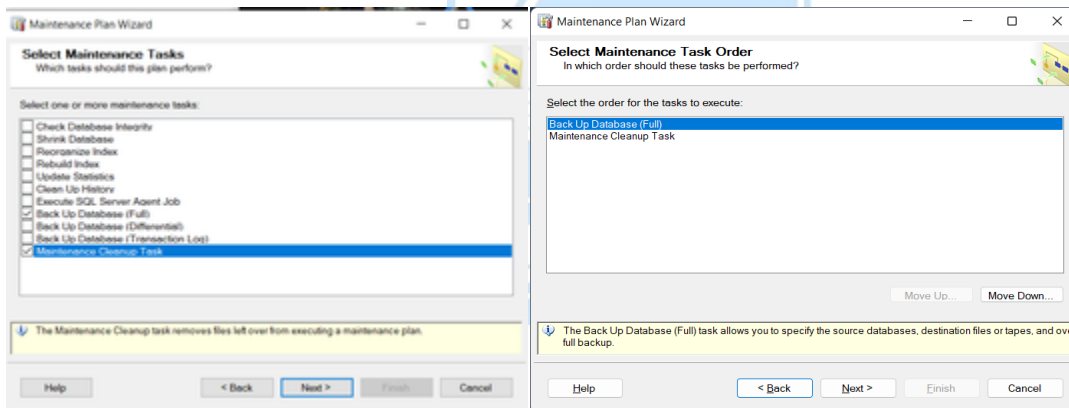 Maintenance Plan Wizard
Select Maintenance Tasks
Which tasks should this plan perform?
Select one or more maintenance tasks:
Check Database Integrity
Shrink Database
Reorganize Index
Rebuild Index
Update Statistics
Clean Up History
Execute SQL Server Agent Job
Back Up Database (Full)
Back Up Database (Differential)
Back Up Database (Transaction Log)
Maintenance Cleanup Task
The Maintenance Cleanup task removes files left over from executing a maintenance plan.
Help
< Back
Next >
Finish
Cancel
Maintenance Plan Wizard
Select Maintenance Task Order
In which order should these tasks be performed?
Select the order for the tasks to execute:
Back Up Database (Full)
Maintenance Cleanup Task
Move Up...
Move Down...
The Back Up Database (Full) task allows you to specify the source databases, destination files or tapes, and ove
full backup.
Help
< Back
Next >
Finish
Cancel